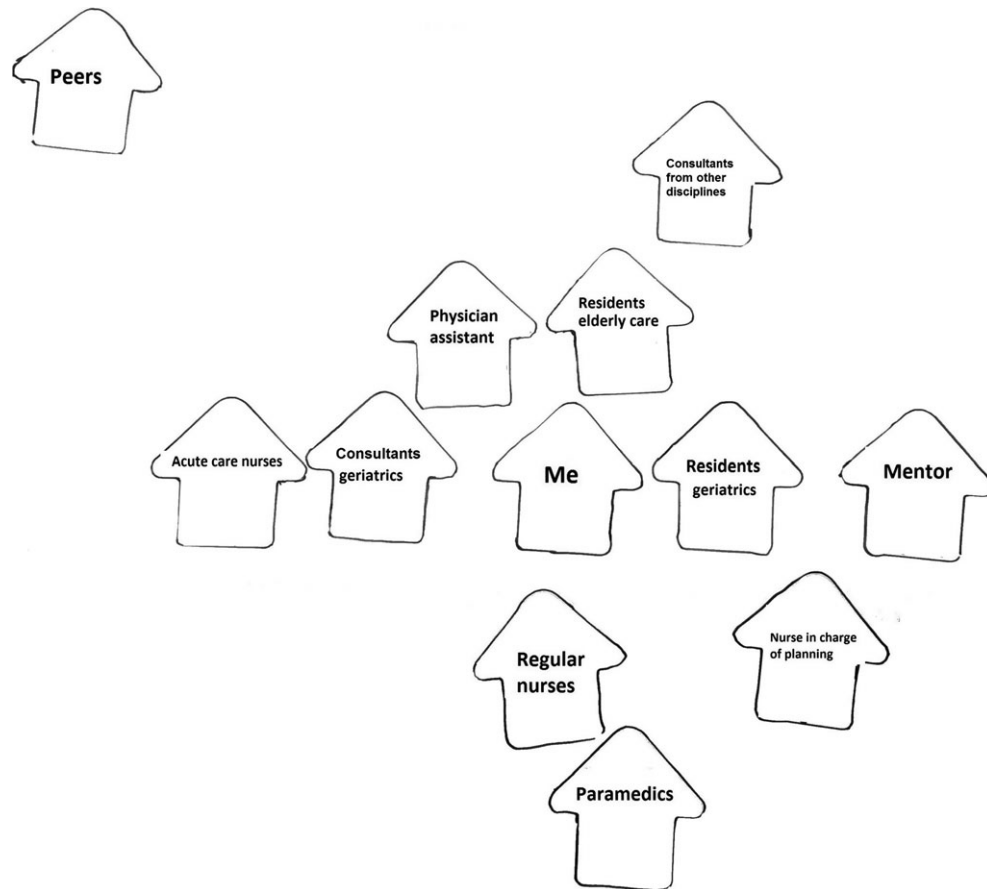 Peers
Consultants
from other
disciplines
Physician
assistant
Residents
elderly care
Acute care nurses
Consultants
geriatrics
Me
Residents
geriatrics
Mentor
Regular
nurses
Nurse in charge
of planning
Paramedics